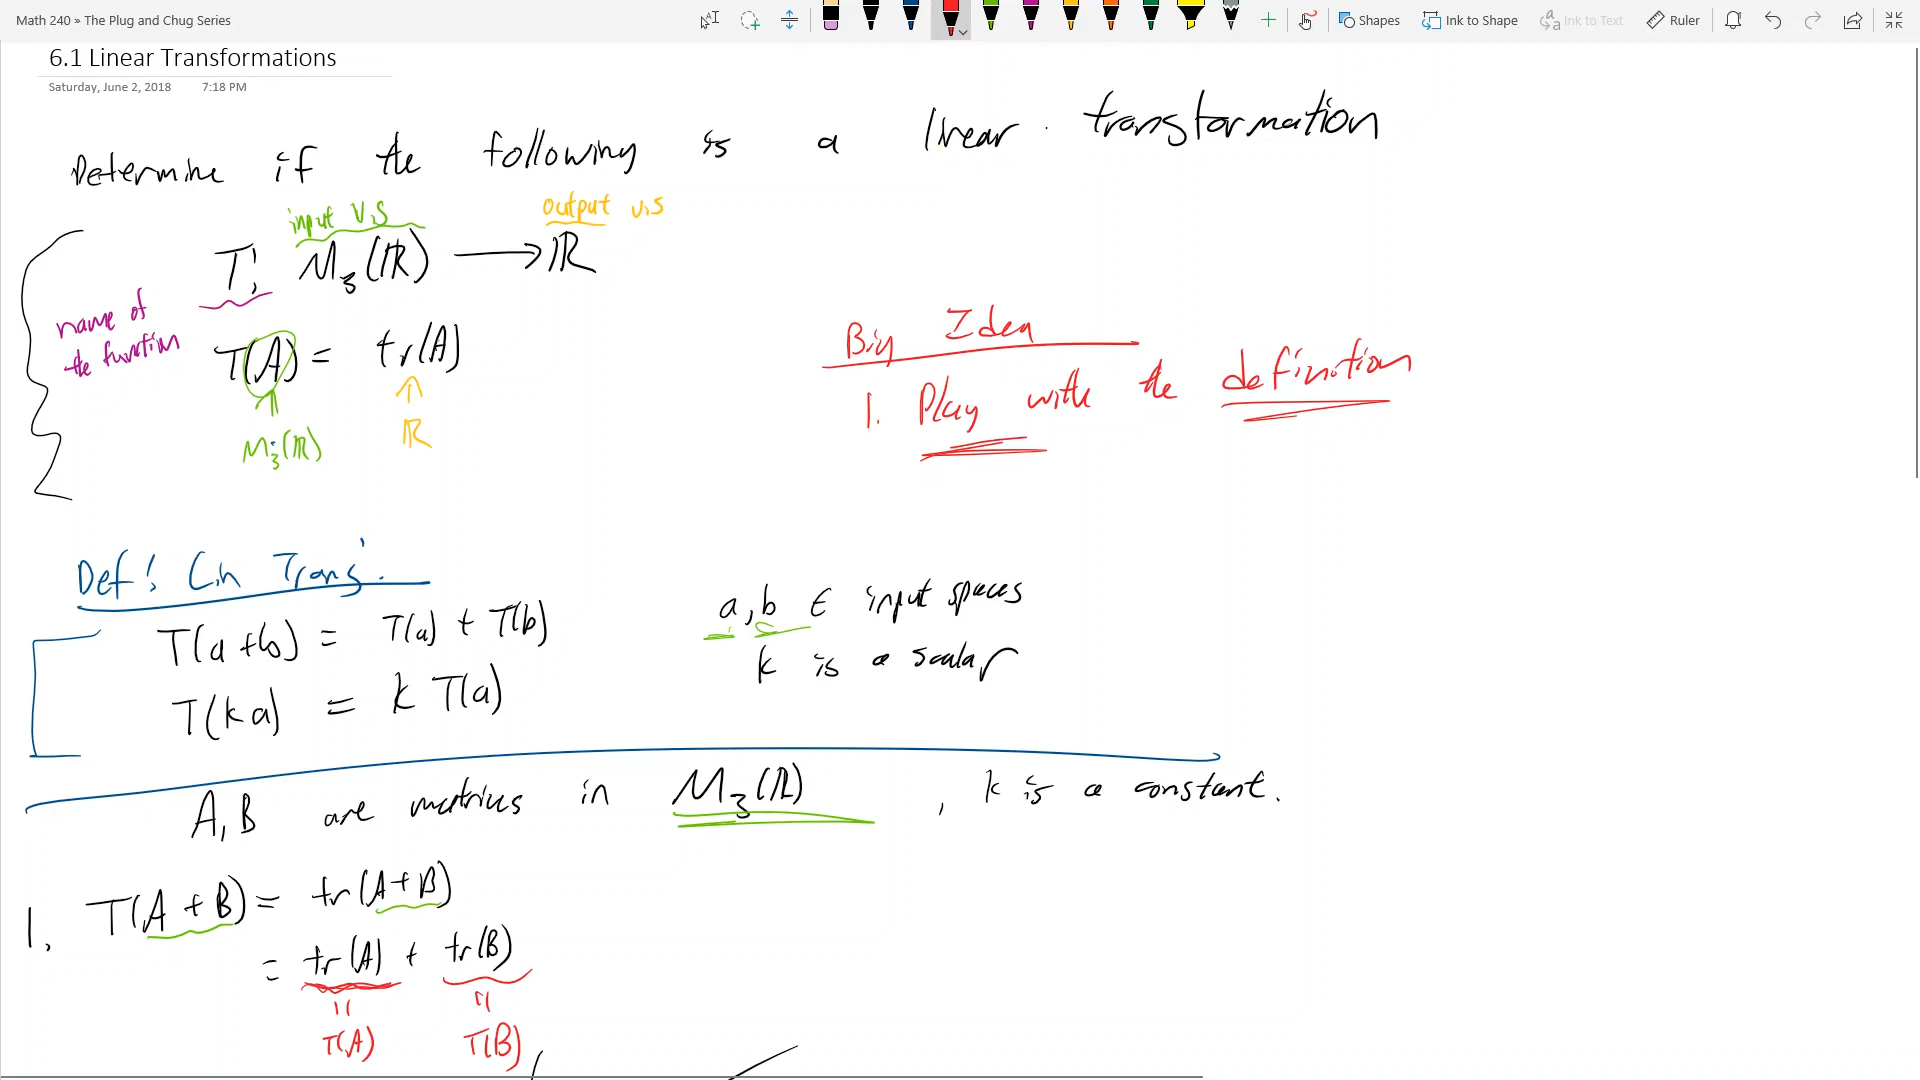 Math 240 » The Plug and Chug Series
Shapes Ink to Shape Ink to Text Ruler
6.1 Linear Transformations
Saturday, June 2, 2018 7:18 PM
Determine if the following is a linear transformation
input V.S output V.S
T: M₃(ℝ) → ℝ
name of
the function
T(A) = tr(A)
M₃(ℝ) ℝ
Big Idea
1. Play with the definition
Def: Lin Trans.
T(a+b) = T(a) + T(b)
a, b ∈ input spaces
T(ka) = k T(a)
k is a scalar
A, B are matrices in M₃(ℝ), k is a constant.
1. T(A+B) = tr(A+B)
= tr(A) + tr(B)
T(A) T(B)